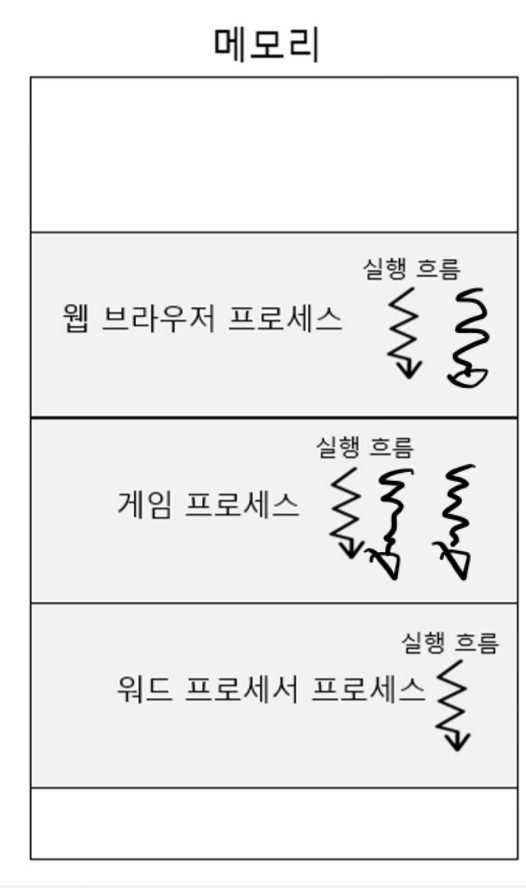 메모리
실행 흐름
웹 브라우저 프로세스
실행 흐름
게임 프로세스
실행 흐름
워드 프로세서 프로세스